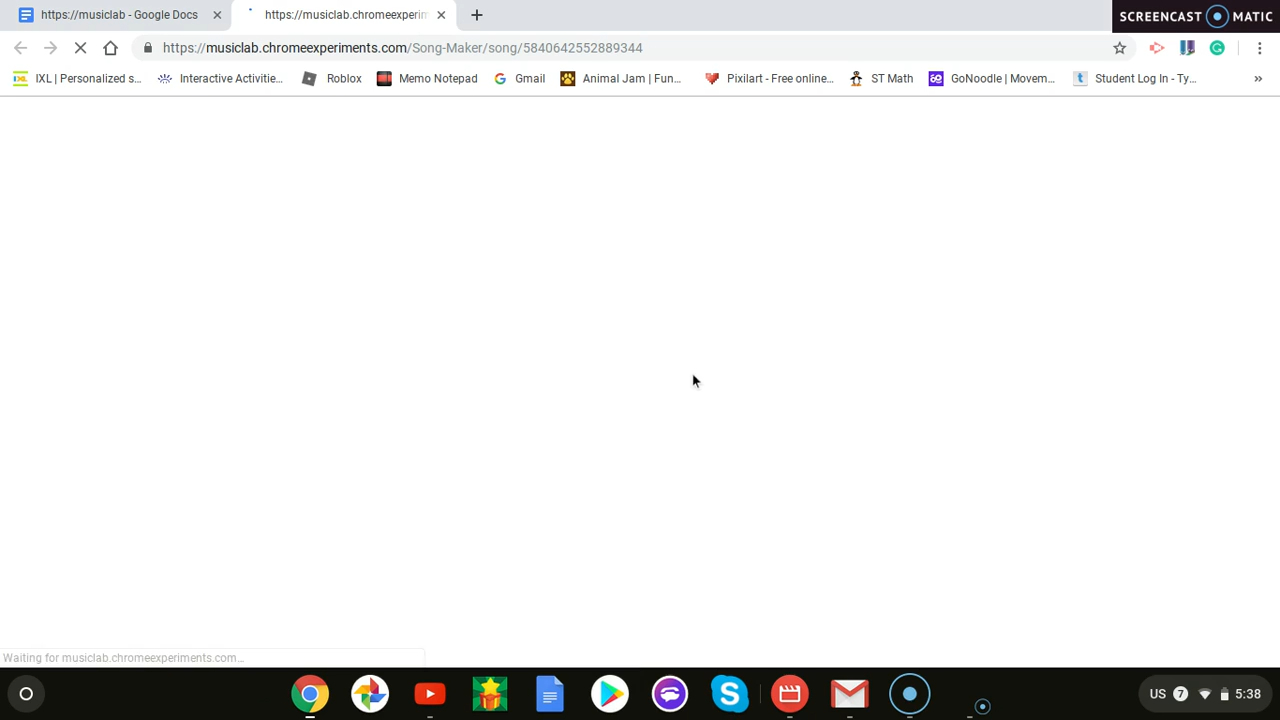 https://musiclab - Google Docs
https://musiclab.chromeexperim
SCREENCAST MATIC
https://musiclab.chromeexperiments.com/Song-Maker/song/5840642552889344
IXL | Personalized s...
Interactive Activitie...
Roblox
Memo Notepad
Gmail
Animal Jam | Fun...
Pixilart - Free online...
ST Math
GoNoodle | Movem...
Student Log In - Ty...
Waiting for musiclab.chromeexperiments.com...
US 7 5:38